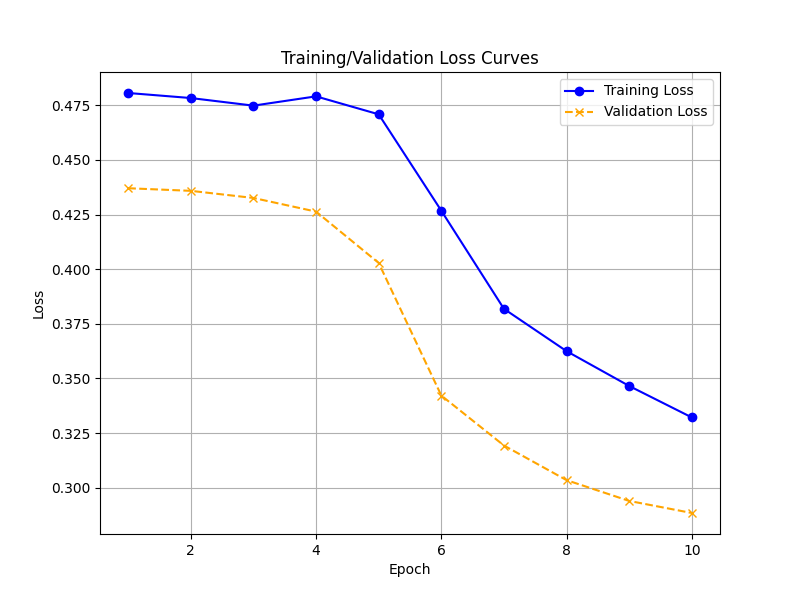 Training/Validation Loss Curves
Training Loss
Validation Loss
0.475
0.450
0.425
0.400
0.375
0.350
0.325
0.300
Loss
2 4 6 8 10
Epoch